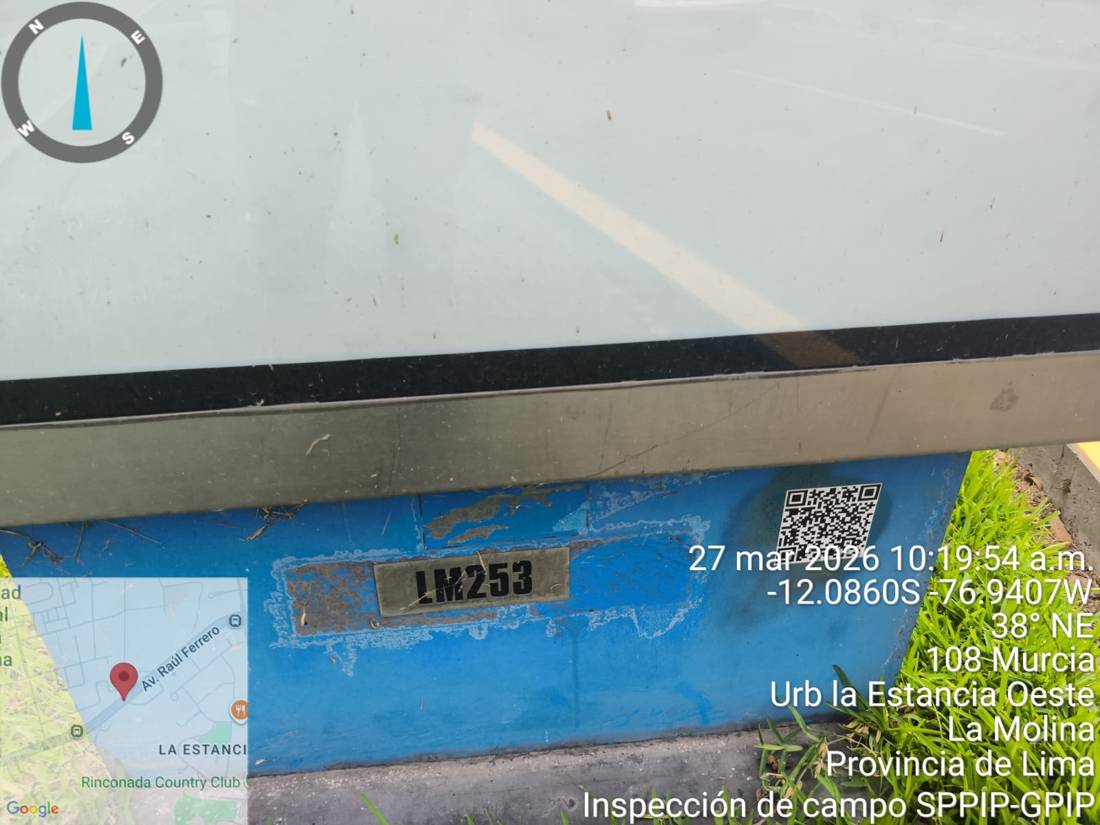 N
E
W
S
LM253
27 mar 2026 10:19:54 a.m.
-12.0860S -76.9407W
38° NE
108 Murcia
Urb la Estancia Oeste
La Molina
Provincia de Lima
Inspección de campo SPPIP-GPIP
Av. Raúl Ferrero
LA ESTANCI
Rinconada Country Club
Google